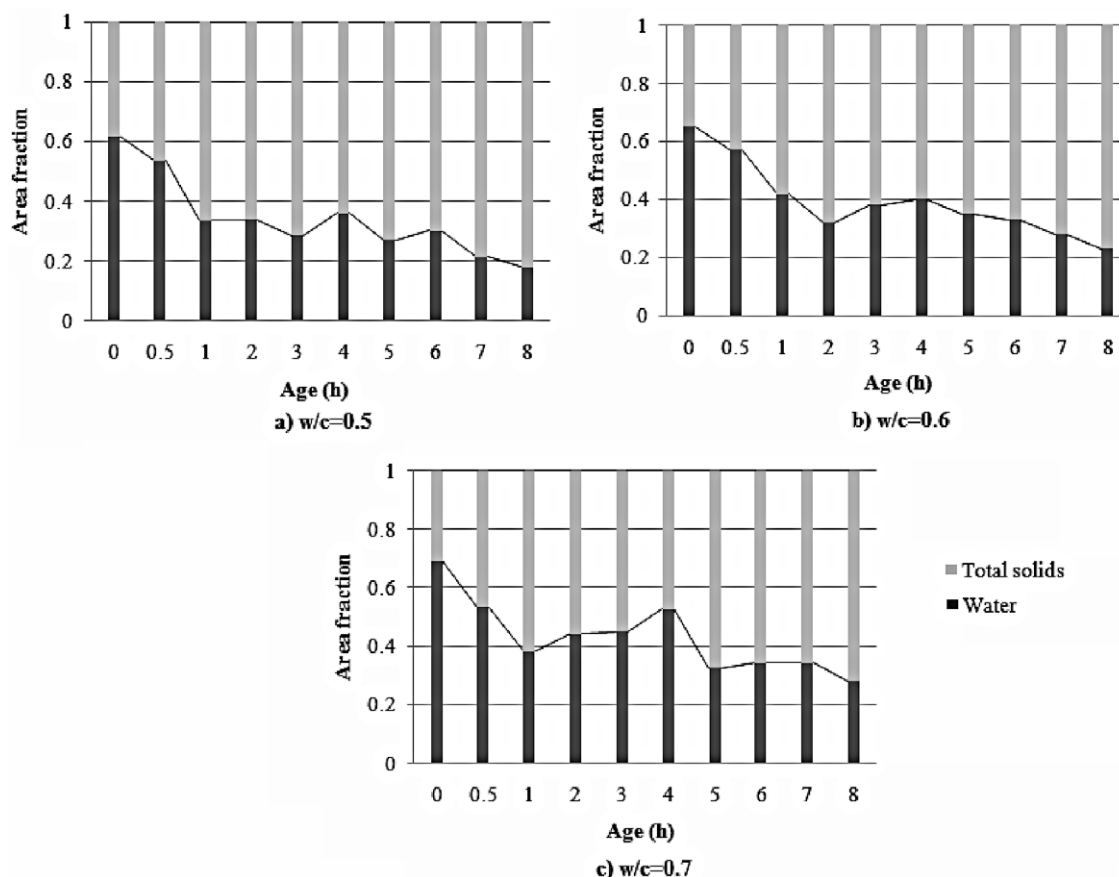 1
0.8
0.6
0.4
0.2
0
Area fraction
0 0.5 1 2 3 4 5 6 7 8
Age (h)
a) w/c=0.5
1
0.8
0.6
0.4
0.2
0
Area fraction
0 0.5 1 2 3 4 5 6 7 8
Age (h)
b) w/c=0.6
1
0.8
0.6
0.4
0.2
0
Area fraction
0 0.5 1 2 3 4 5 6 7 8
Age (h)
c) w/c=0.7
Total solids
Water